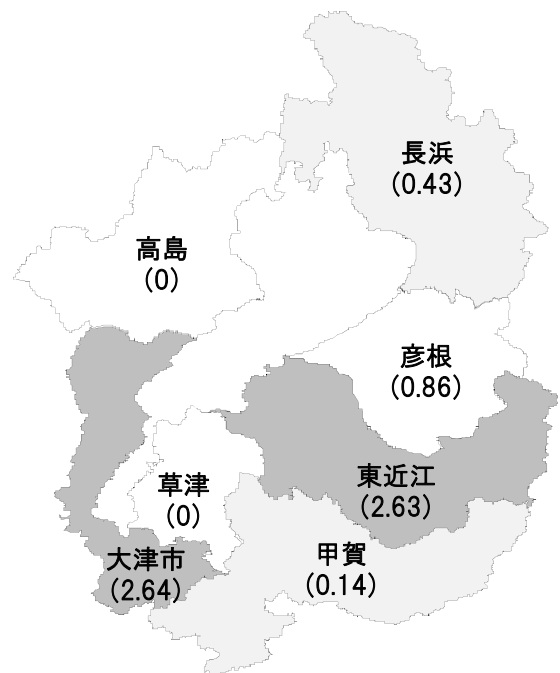 長浜
(0.43)
高島
(0)
彦根
(0.86)
東近江
(2.63)
草津
(0)
甲賀
(0.14)
大津市
(2.64)